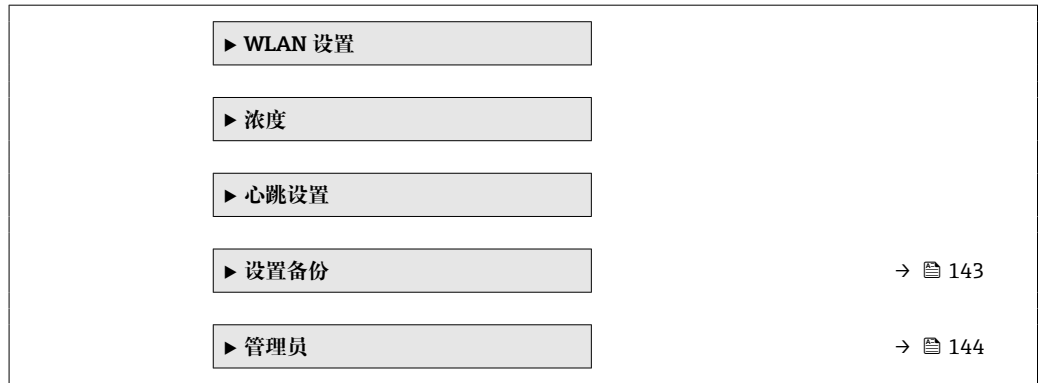 ▶ WLAN 设置
▶ 浓度
▶ 心跳设置
▶ 设置备份 → 🖹 143
▶ 管理员 → 🖹 144